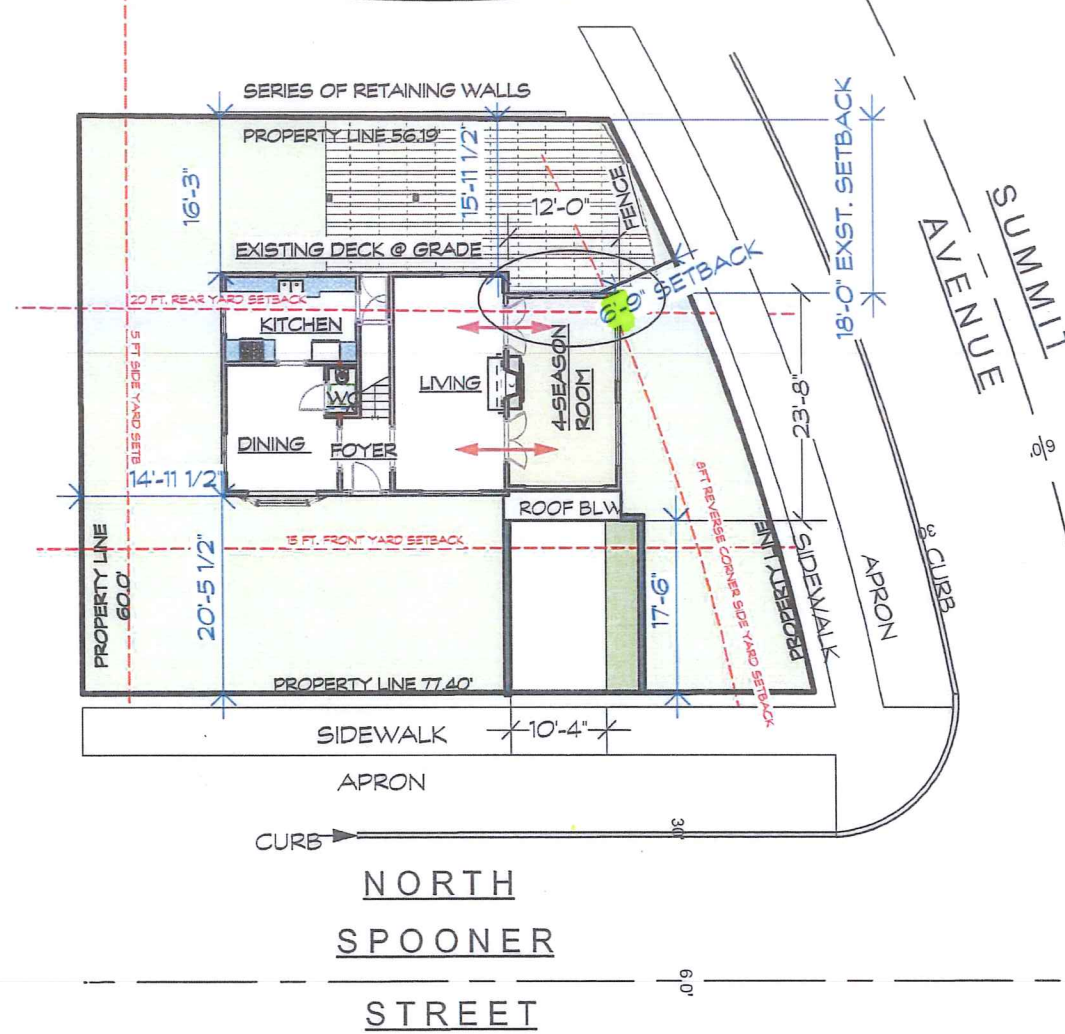 SERIES OF RETAINING WALLS
PROPERTY LINE 56.19'
15'-11 1/2"
16'-3"
12'-0"
FENCE
18'-0" EXST. SETBACK
SUMMIT
AVENUE
EXISTING DECK @ GRADE
6'-9" SETBACK
20 FT. REAR YARD SETBACK
5 FT SIDE YARD SETB
KITCHEN
LIVING
4-SEASON
ROOM
WC
DINING
FOYER
23'-8"
14'-11 1/2"
ROOF BLW
15 FT. FRONT YARD SETBACK
8FT REVERSE CORNER SIDE YARD SETBACK
PROPERTY LINE
60.0'
20'-5 1/2"
17'-6"
PROPERTY LINE
SIDEWALK
APRON
CURB
PROPERTY LINE 77.40'
SIDEWALK
10'-4"
APRON
CURB
30'
NORTH
SPOONER
60'
STREET